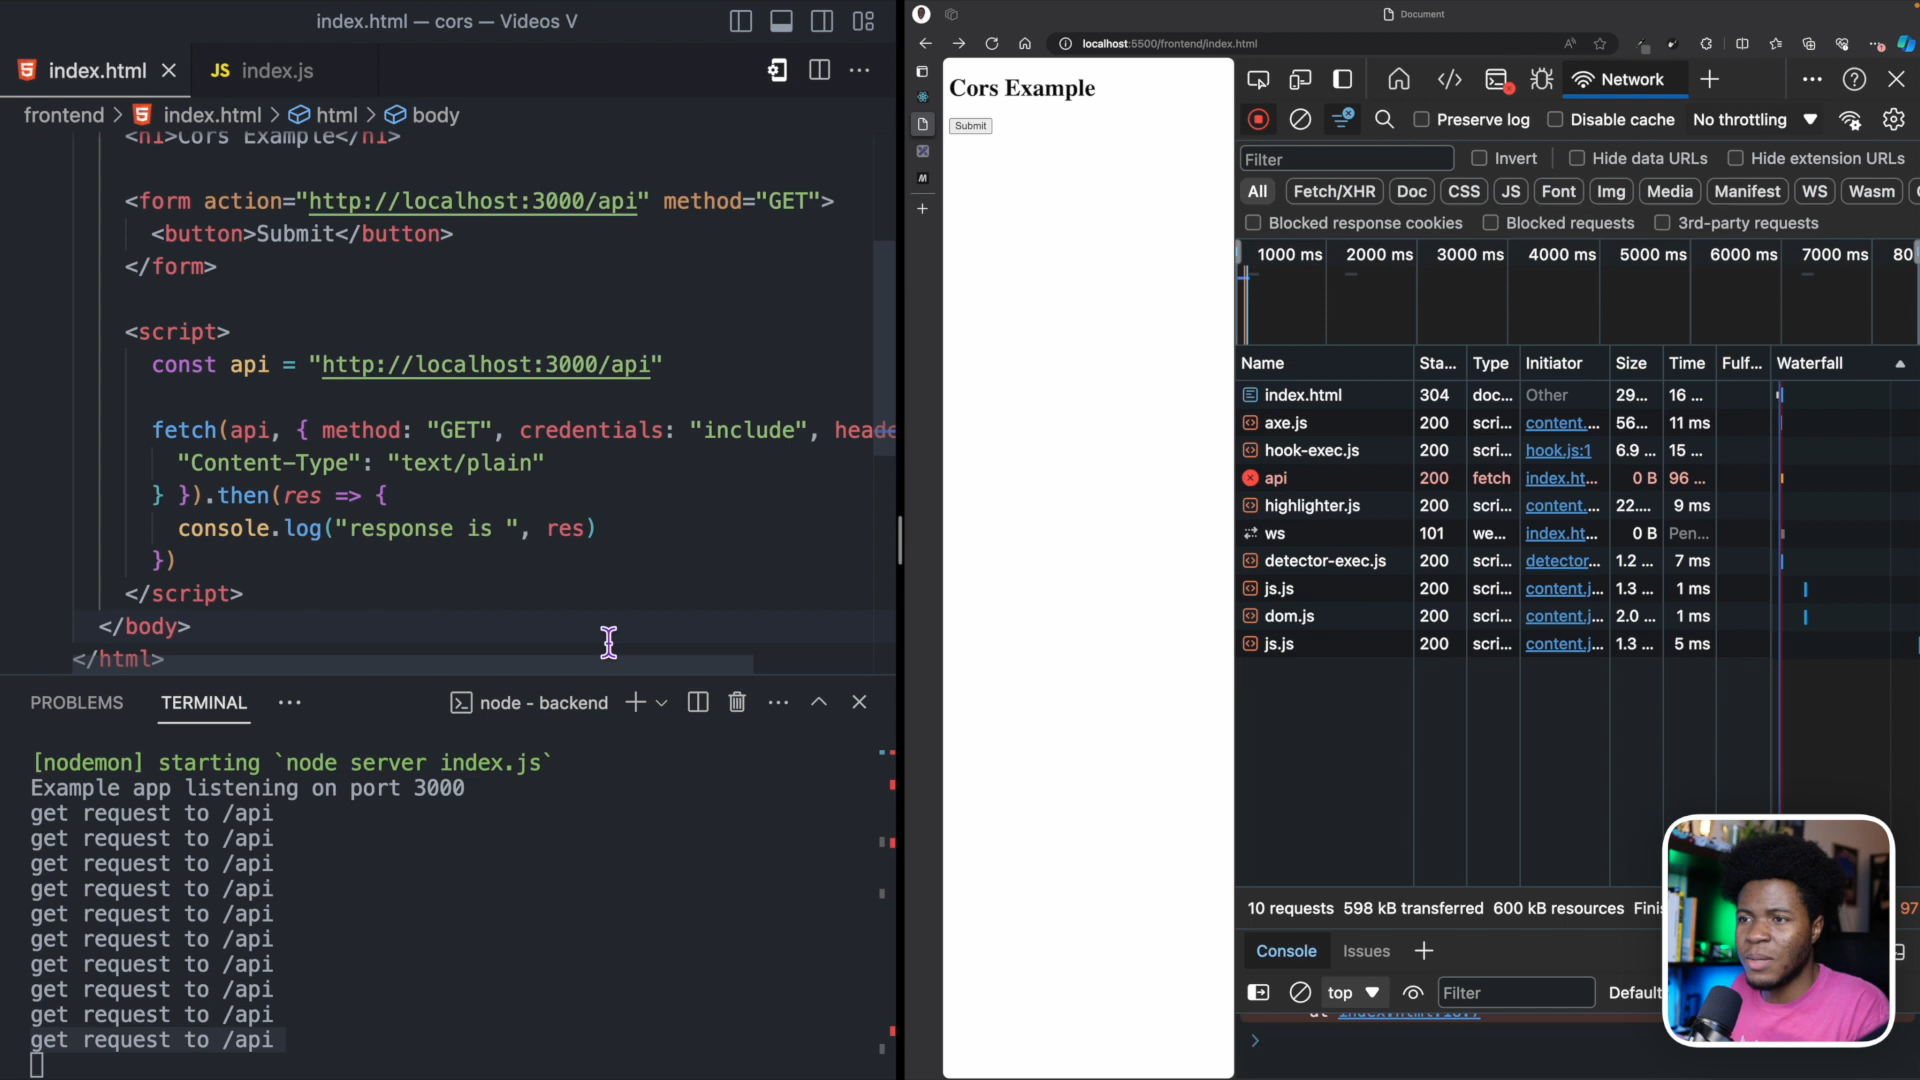 index.html — cors — Videos V
index.html
JS index.js
frontend > index.html > html > body
<h1>Cors Example</h1>
<form action="http://localhost:3000/api" method="GET">
<button>Submit</button>
</form>
<script>
const api = "http://localhost:3000/api"
fetch(api, { method: "GET", credentials: "include", heade
"Content-Type": "text/plain"
} }).then(res => {
console.log("response is ", res)
})
</script>
</body>
</html>
PROBLEMS TERMINAL ... node - backend
[nodemon] starting `node server index.js`
Example app listening on port 3000
get request to /api
get request to /api
get request to /api
get request to /api
get request to /api
get request to /api
get request to /api
get request to /api
get request to /api
get request to /api
Document
localhost:5500/frontend/index.html
Cors Example
Submit
Network
Preserve log Disable cache No throttling
Filter Invert Hide data URLs Hide extension URLs
All Fetch/XHR Doc CSS JS Font Img Media Manifest WS Wasm
Blocked response cookies Blocked requests 3rd-party requests
1000 ms 2000 ms 3000 ms 4000 ms 5000 ms 6000 ms 7000 ms 80
Name Sta... Type Initiator Size Time Fulf... Waterfall
index.html 304 doc... Other 29... 16 ...
axe.js 200 scri... content.... 56... 11 ms
hook-exec.js 200 scri... hook.js:1 6.9 ... 15 ...
api 200 fetch index.ht... 0 B 96 ...
highlighter.js 200 scri... content.... 22.... 9 ms
ws 101 we... index.ht... 0 B Pen...
detector-exec.js 200 scri... detector... 1.2 ... 7 ms
js.js 200 scri... content.j... 1.3 ... 1 ms
dom.js 200 scri... content.j... 2.0 ... 1 ms
js.js 200 scri... content.j... 1.3 ... 5 ms
10 requests 598 kB transferred 600 kB resources Fini 97
Console Issues
top Filter Default